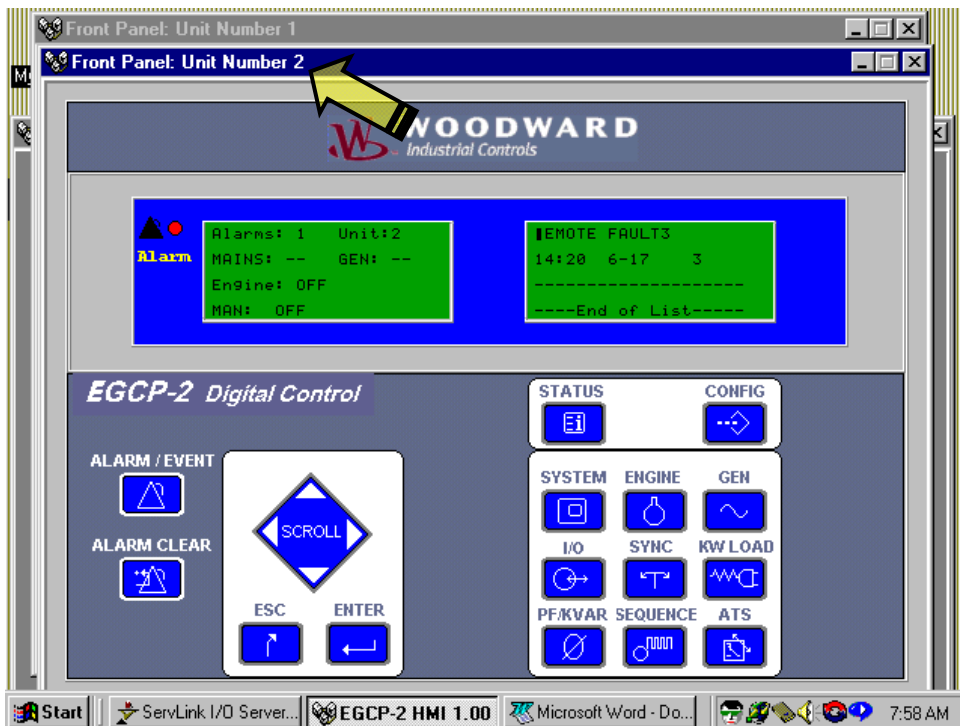 Front Panel: Unit Number 1
Front Panel: Unit Number 2
WOODWARD
Industrial Controls
Alarm
Alarms: 1 Unit:2
MAINS: -- GEN: --
Engine: OFF
MAN: OFF
EMOTE FAULT3
14:20 6-17 3
--------------------
----End of List-----
EGCP-2 Digital Control
STATUS CONFIG
ALARM / EVENT
ALARM CLEAR
SCROLL
ESC ENTER
SYSTEM ENGINE GEN
I/O SYNC KW LOAD
PF/KVAR SEQUENCE ATS
Start
ServLink I/O Server...
EGCP-2 HMI 1.00
Microsoft Word - Do...
7:58 AM